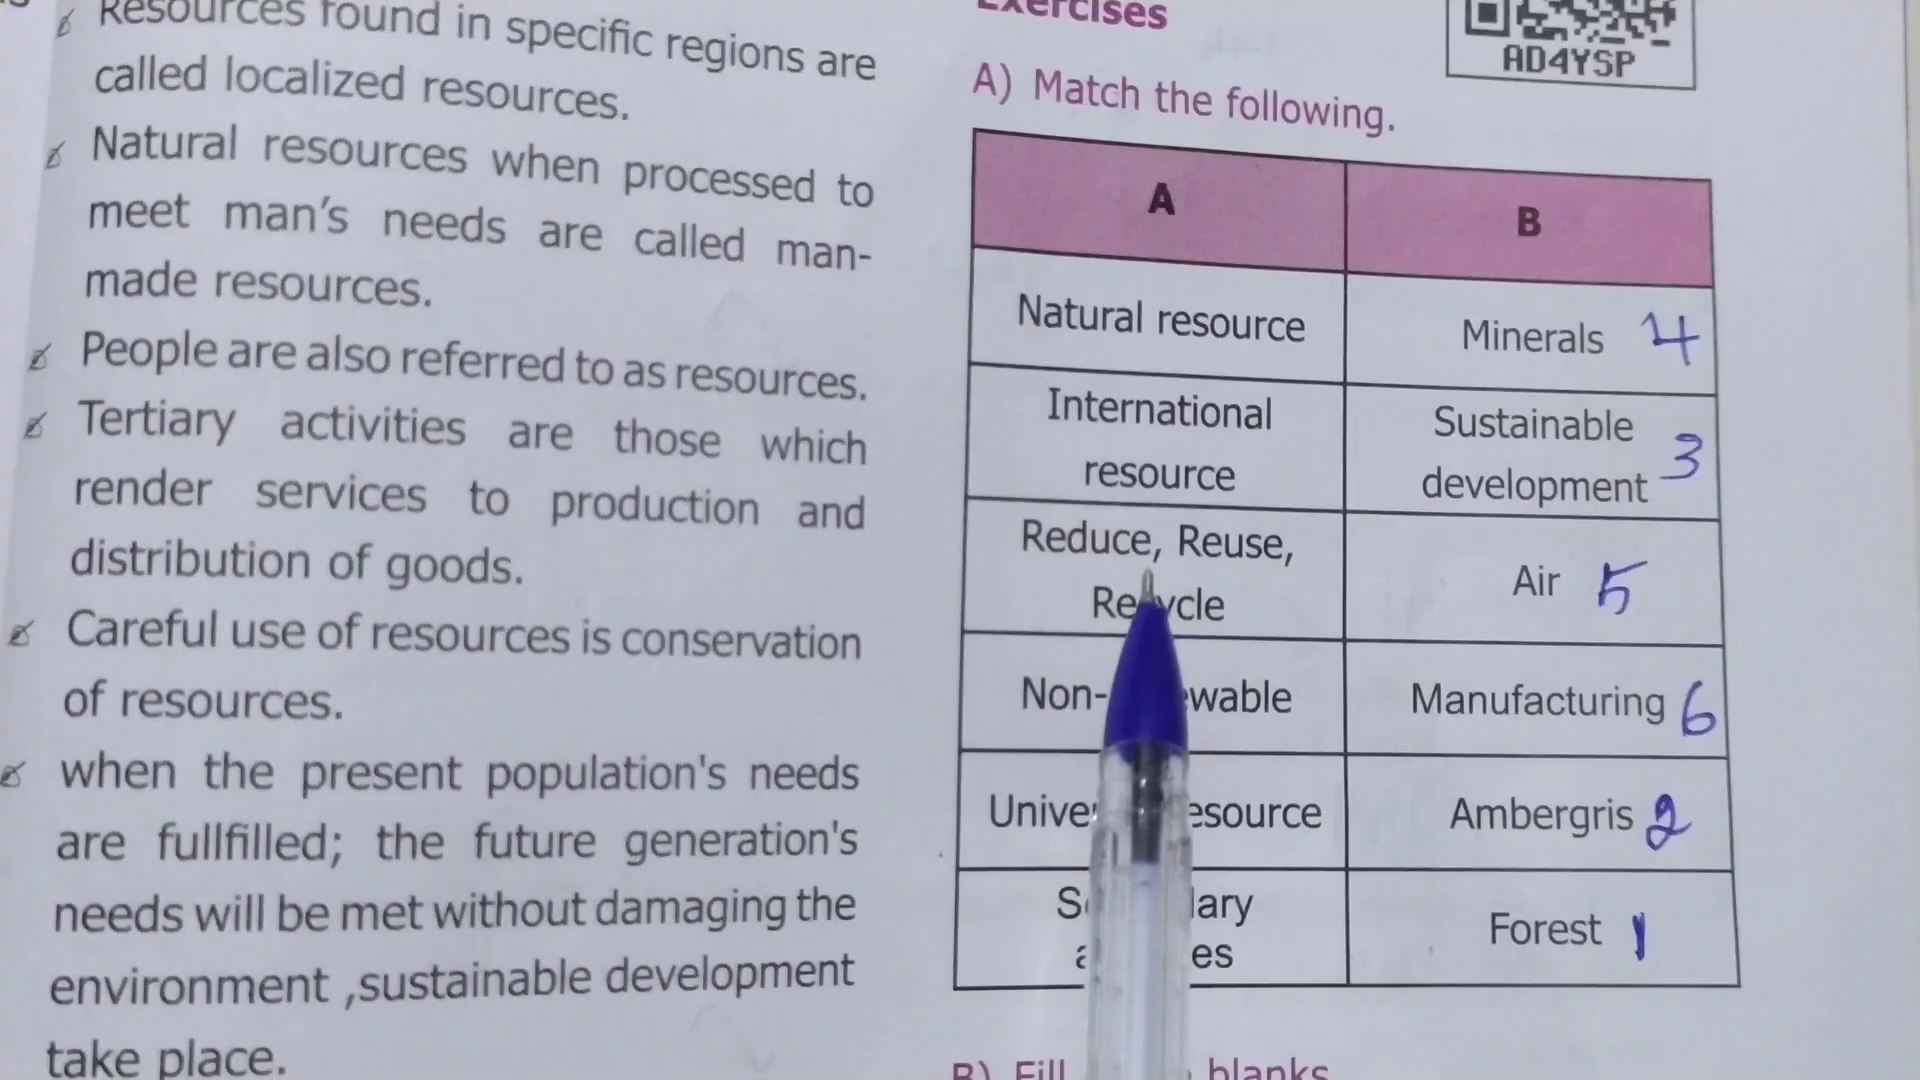 Resources found in specific regions are
called localized resources.
Natural resources when processed to
meet man's needs are called man-
made resources.
People are also referred to as resources.
Tertiary activities are those which
render services to production and
distribution of goods.
Careful use of resources is conservation
of resources.
when the present population's needs
are fullfilled; the future generation's
needs will be met without damaging the
environment ,sustainable development
take place.
Exercises
AD4YSP
A) Match the following.
A
B
Natural resource
Minerals 4
International
resource
Sustainable
development 3
Reduce, Reuse,
Air 5
Manufacturing 6
Ambergris 2
Forest 1
B) Fill blanks